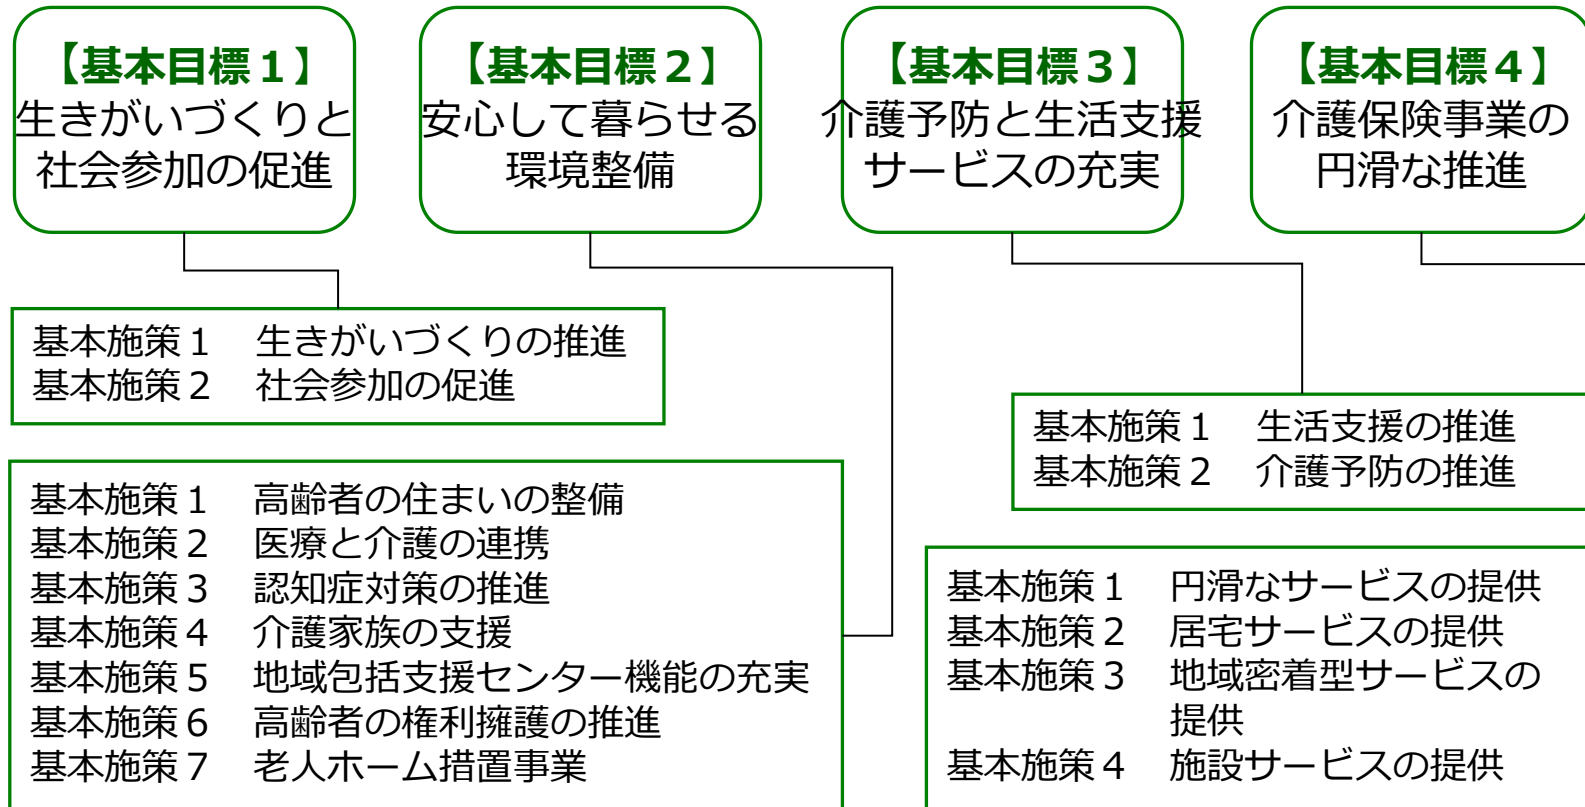 【基本目標１】
生きがいづくりと
社会参加の促進
【基本目標２】
安心して暮らせる
環境整備
【基本目標３】
介護予防と生活支援
サービスの充実
【基本目標４】
介護保険事業の
円滑な推進
基本施策１　生きがいづくりの推進
基本施策２　社会参加の促進
基本施策１　高齢者の住まいの整備
基本施策２　医療と介護の連携
基本施策３　認知症対策の推進
基本施策４　介護家族の支援
基本施策５　地域包括支援センター機能の充実
基本施策６　高齢者の権利擁護の推進
基本施策７　老人ホーム措置事業
基本施策１　生活支援の推進
基本施策２　介護予防の推進
基本施策１　円滑なサービスの提供
基本施策２　居宅サービスの提供
基本施策３　地域密着型サービスの
提供
基本施策４　施設サービスの提供